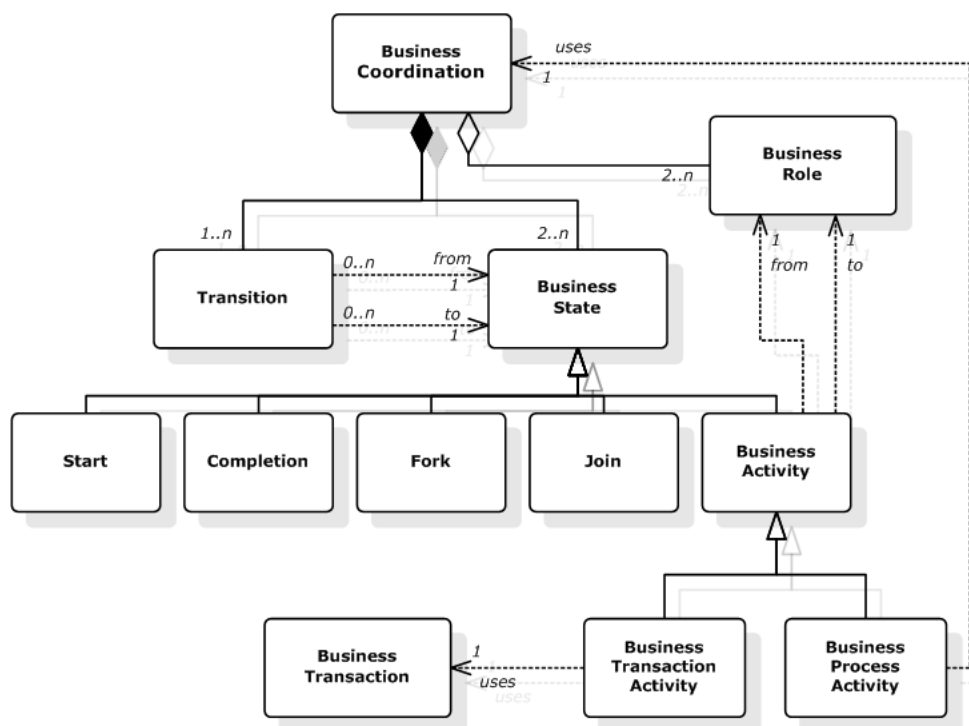 Business
Coordination
uses
1
Business
Role
2..n
1..n
2..n
1
from
1
to
Transition
0..n
from
1
0..n
to
1
Business
State
Start
Completion
Fork
Join
Business
Activity
Business
Transaction
1
uses
Business
Transaction
Activity
Business
Process
Activity